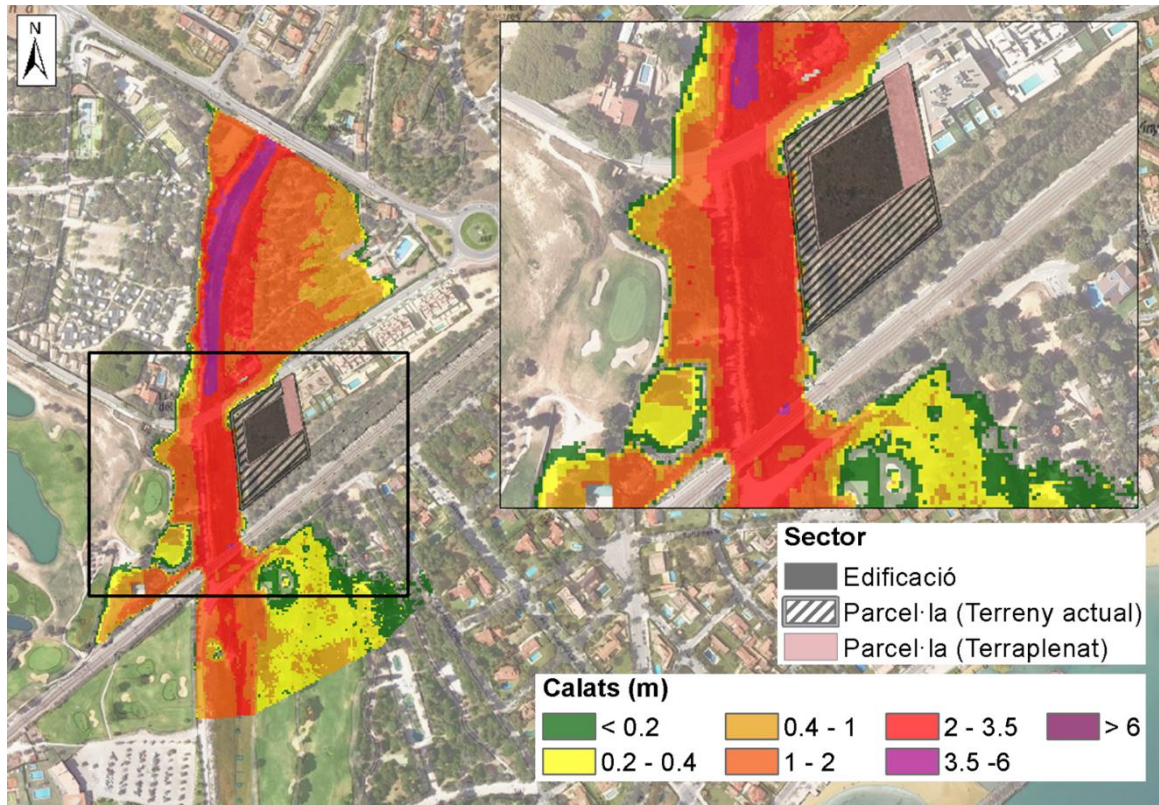 N
Sector
Edificació
Parcel·la (Terreny actual)
Parcel·la (Terraplenat)
Calats (m)
< 0.2
0.4 - 1
2 - 3.5
> 6
0.2 - 0.4
1 - 2
3.5 -6